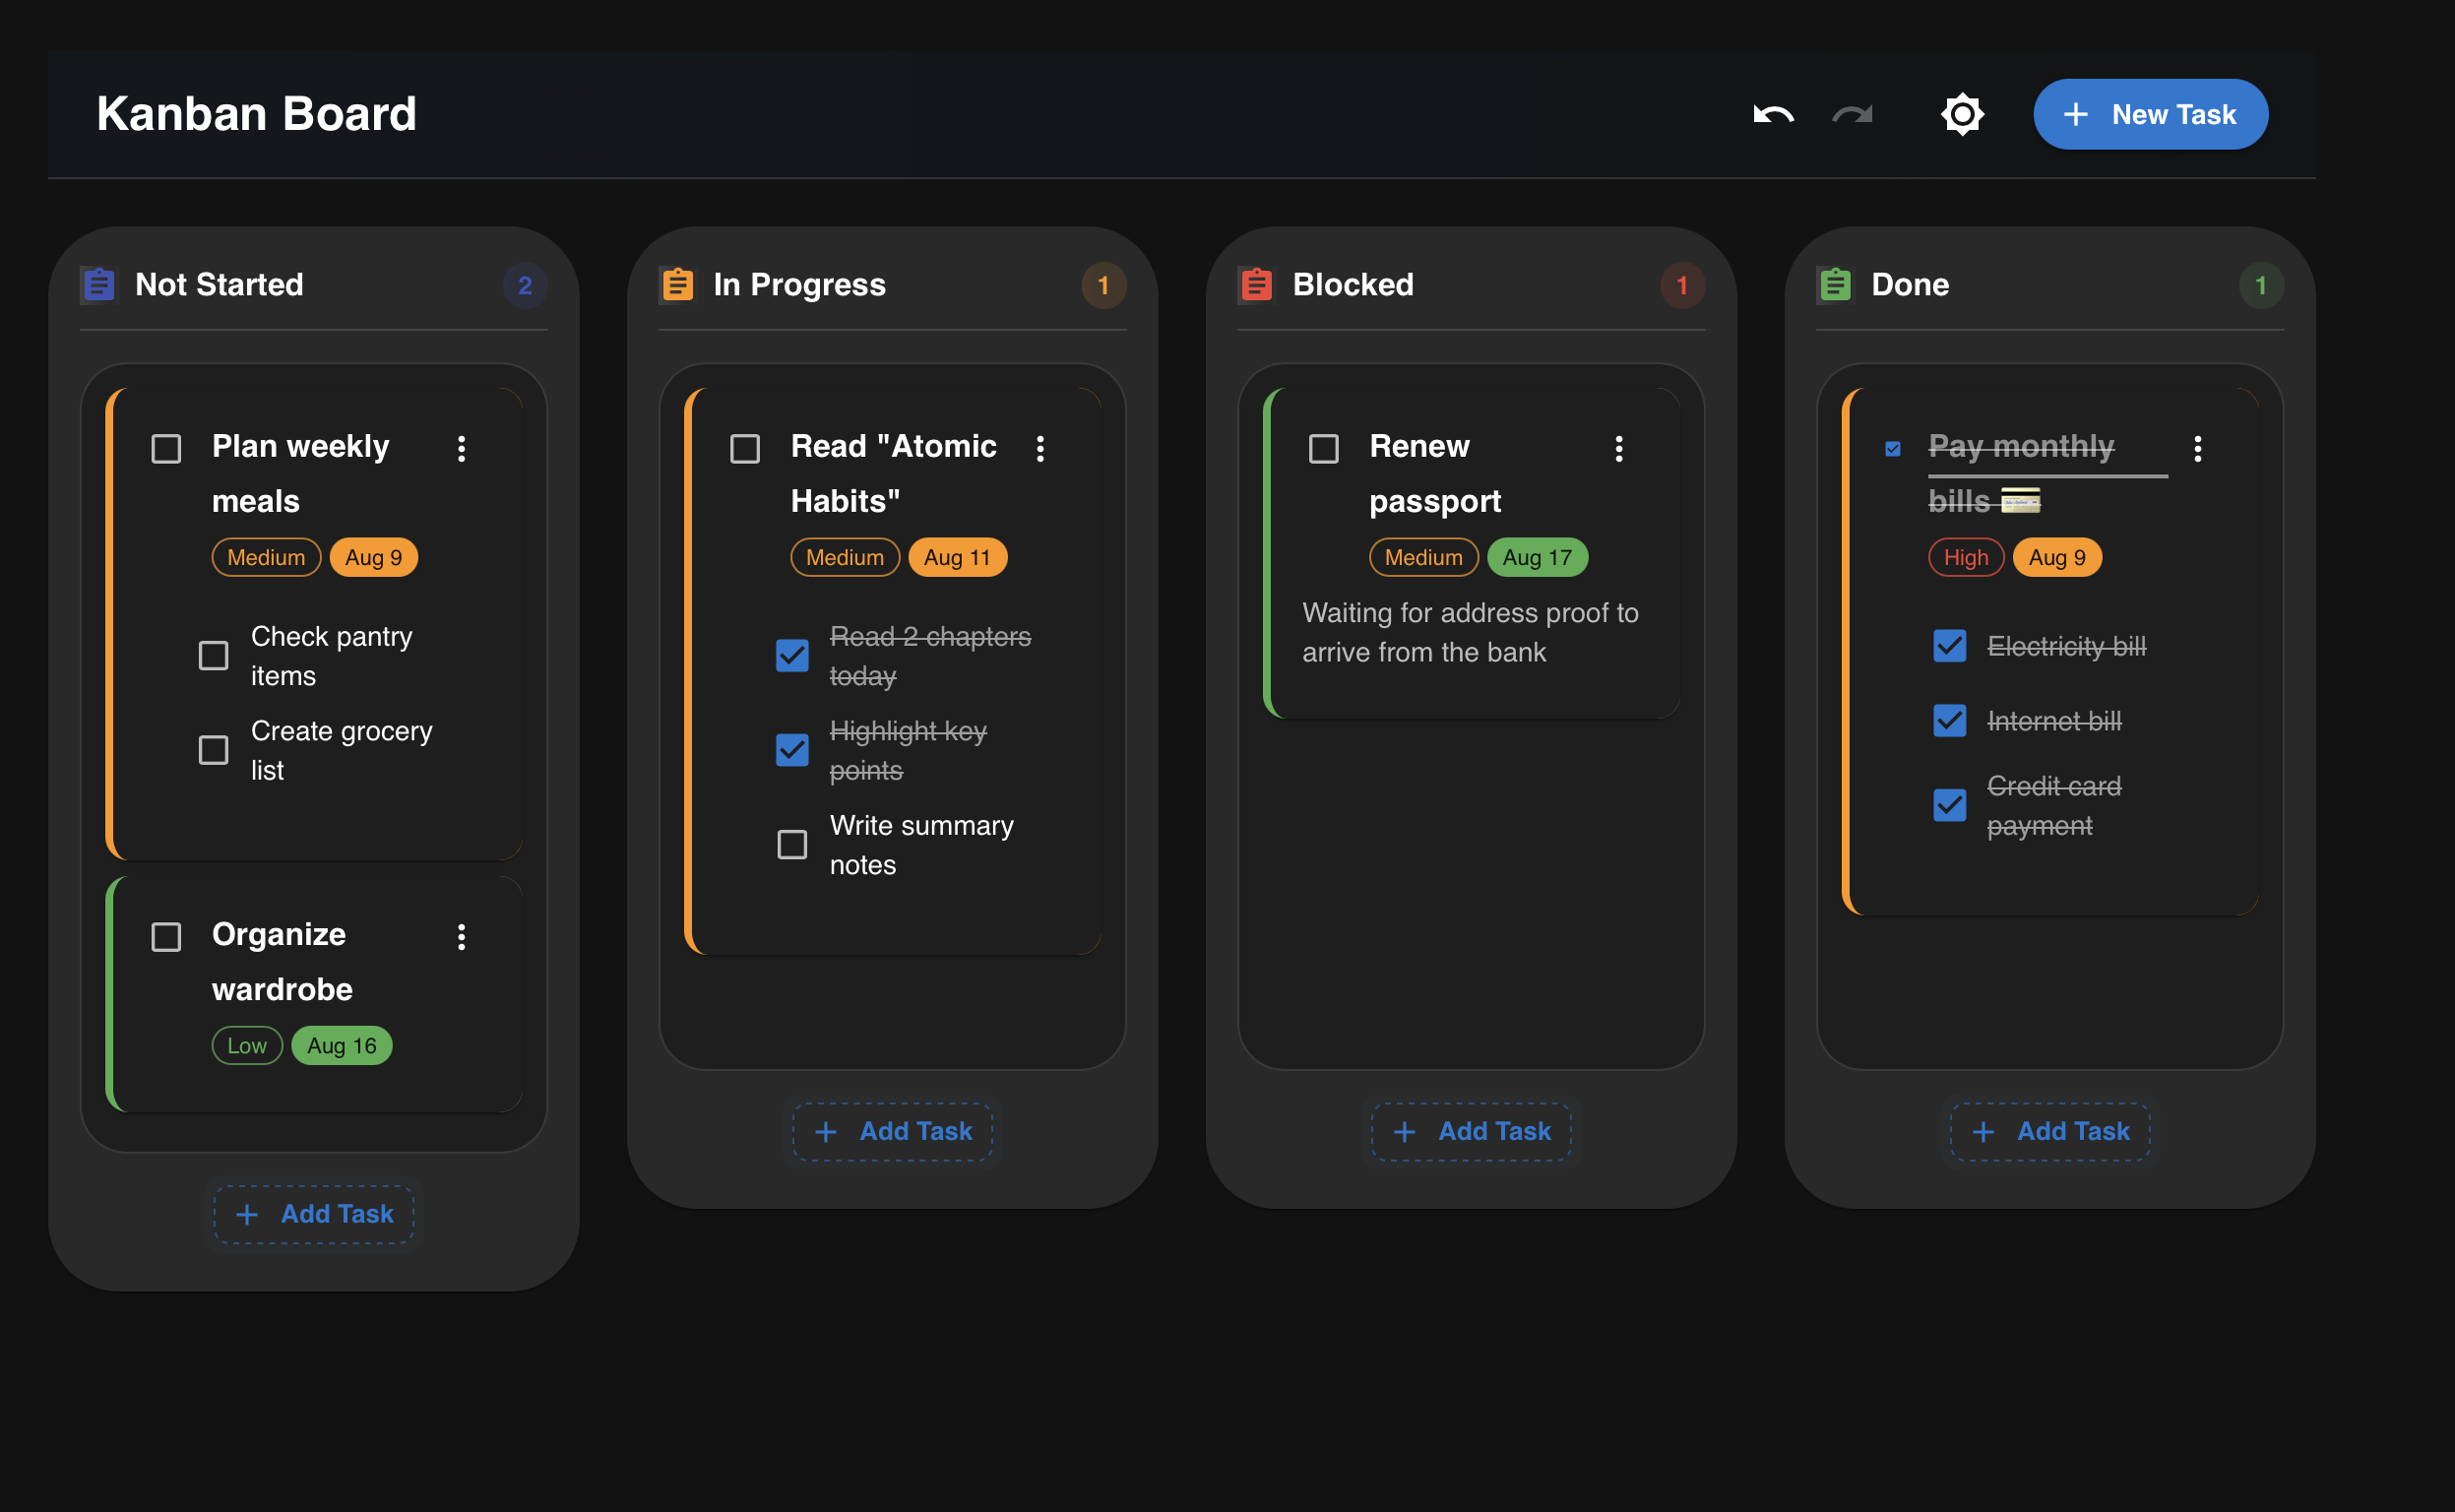 Kanban Board
New Task
Not Started 2
Plan weekly
meals
Medium Aug 9
Check pantry
items
Create grocery
list
Organize
wardrobe
Low Aug 16
Add Task
In Progress 1
Read "Atomic
Habits"
Medium Aug 11
Read 2 chapters
today
Highlight key
points
Write summary
notes
Add Task
Blocked 1
Renew
passport
Medium Aug 17
Waiting for address proof to
arrive from the bank
Add Task
Done 1
Pay monthly
bills 💳
High Aug 9
Electricity bill
Internet bill
Credit card
payment
Add Task